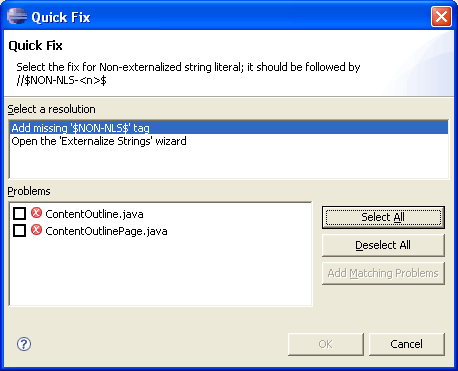 Quick Fix
Quick Fix
Select the fix for Non-externalized string literal; it should be followed by
//$NON-NLS-<n>$
Select a resolution
Add missing '$NON-NLS$' tag
Open the 'Externalize Strings' wizard
Problems
ContentOutline.java
ContentOutlinePage.java
Select All
Deselect All
Add Matching Problems
?
OK
Cancel